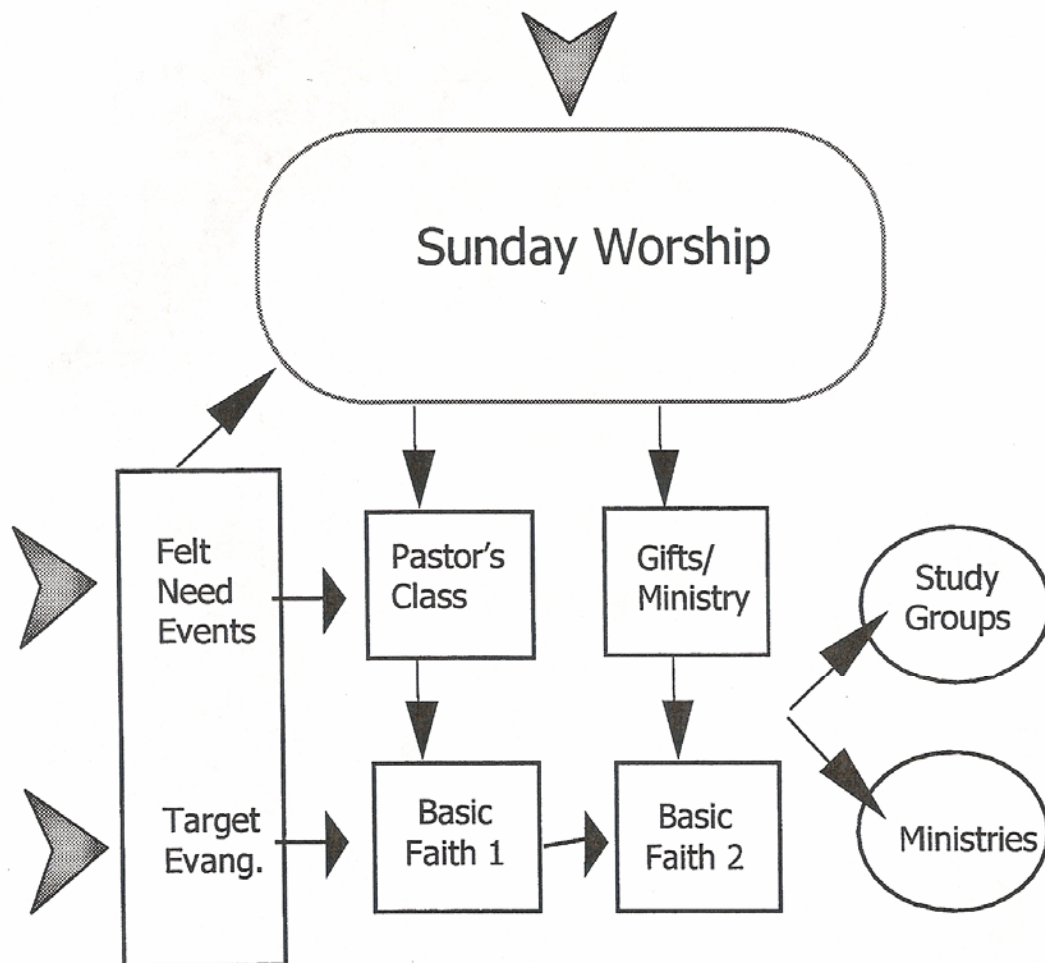 Sunday Worship
Felt
Need
Events
Pastor's
Class
Gifts/
Ministry
Study
Groups
Target
Evang.
Basic
Faith 1
Basic
Faith 2
Ministries